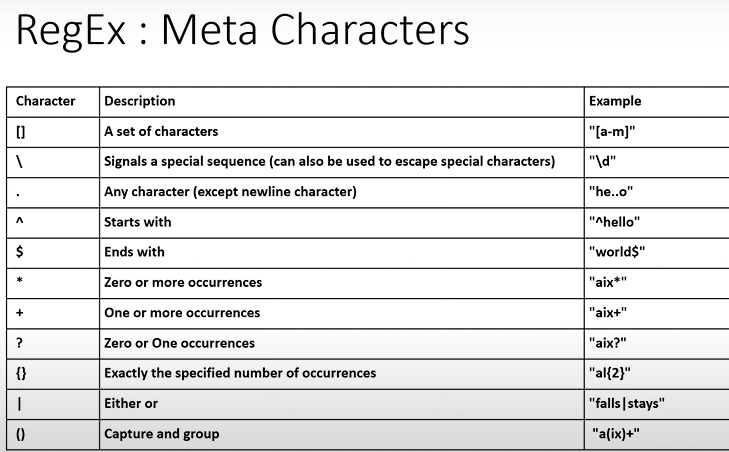 RegEx : Meta Characters
Character Description Example
[] A set of characters "[a-m]"
\ Signals a special sequence (can also be used to escape special characters) "\d"
. Any character (except newline character) "he..o"
^ Starts with "^hello"
$ Ends with "world$"
* Zero or more occurrences "aix*"
+ One or more occurrences "aix+"
? Zero or One occurrences "aix?"
{} Exactly the specified number of occurrences "al{2}"
| Either or "falls|stays"
() Capture and group "a(ix)+"